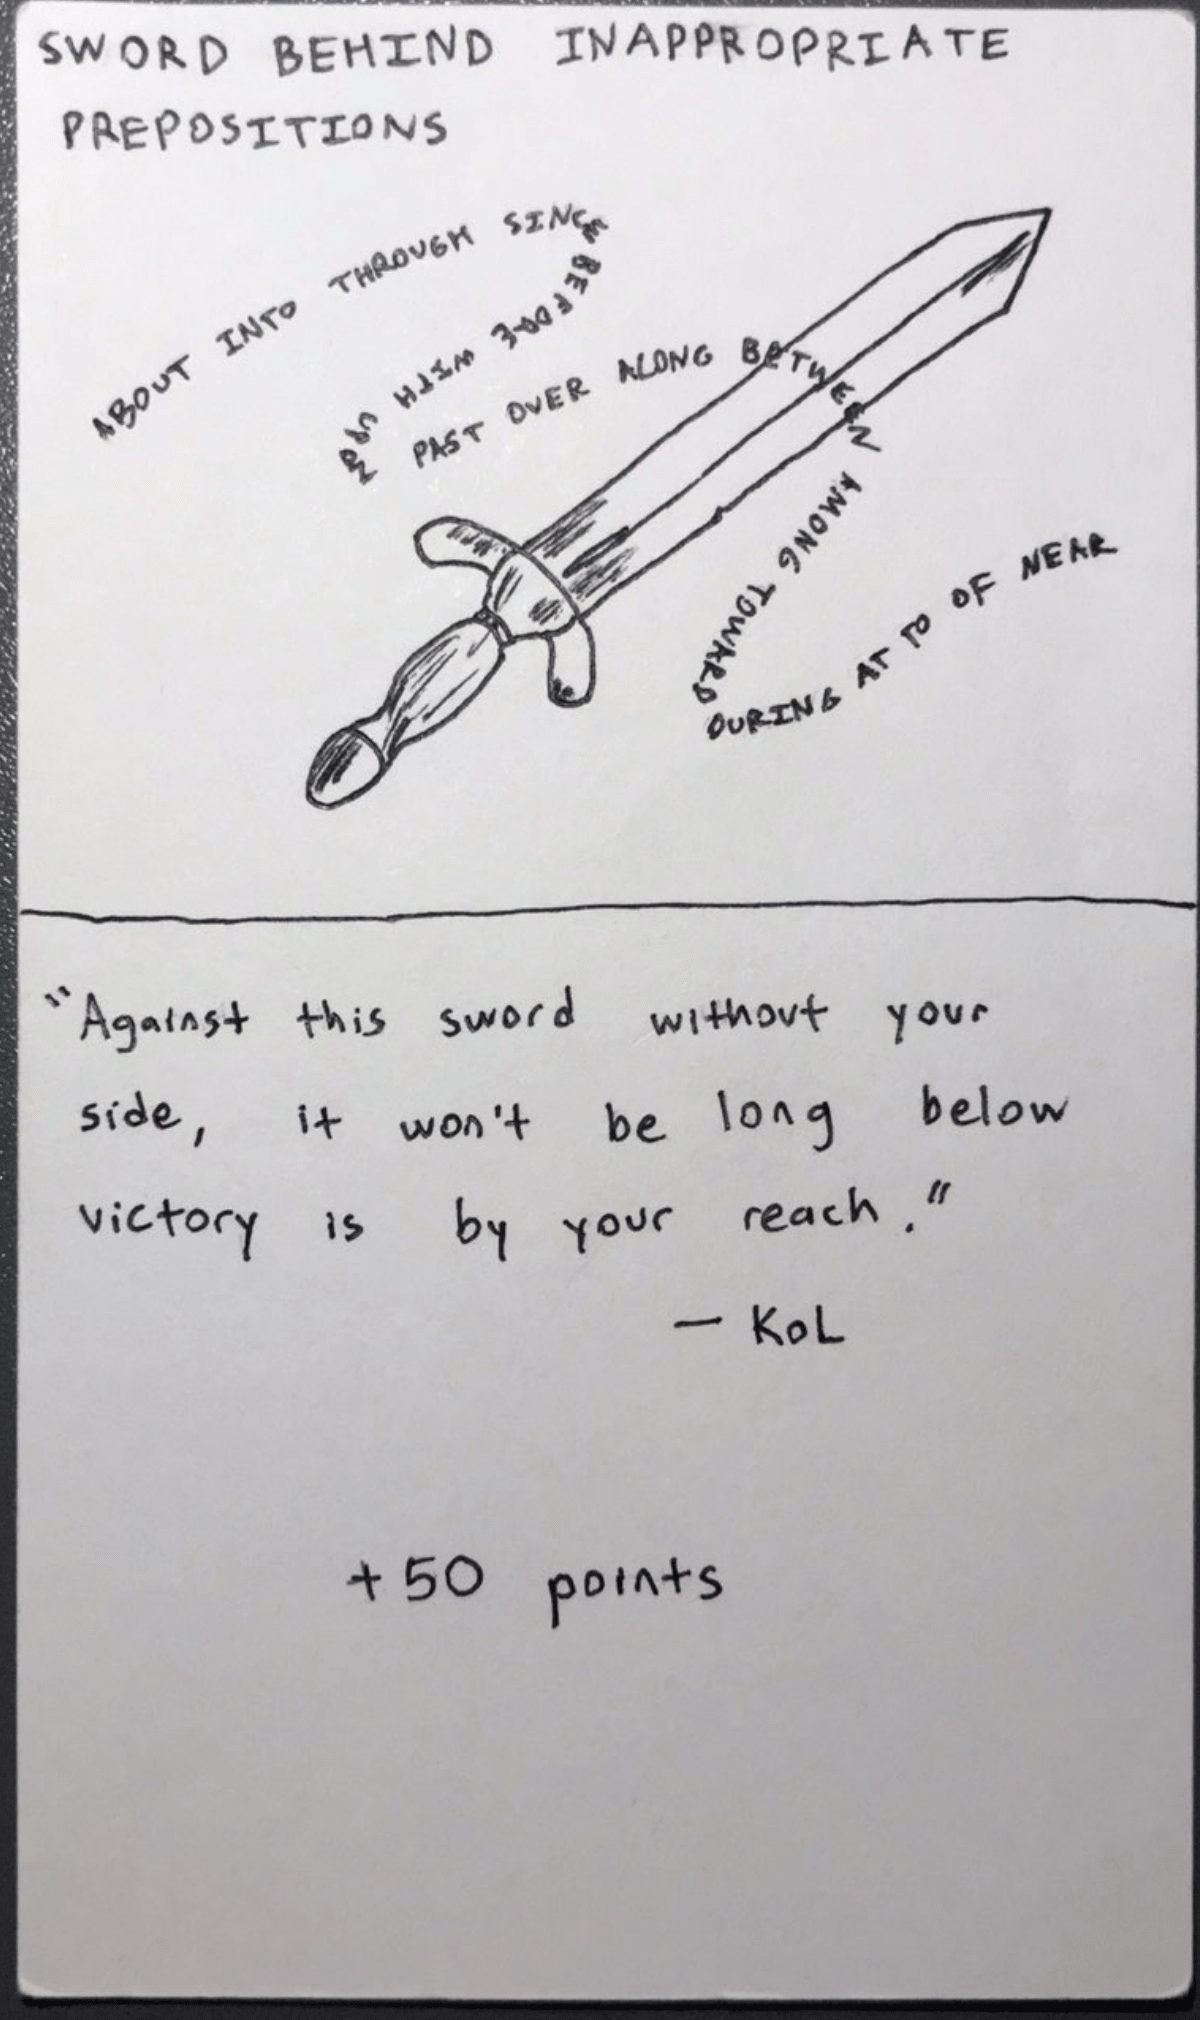 SWORD BEHIND INAPPROPRIATE
PREPOSITIONS
ABOUT INTO THROUGH SINCE BEFORE WITH UPON
PAST OVER ALONG BETWEEN AMONG TOWARD
DURING AT TO OF NEAR
"Against this sword without your
side, it won't be long below
victory is by your reach."
— KoL
+50 points